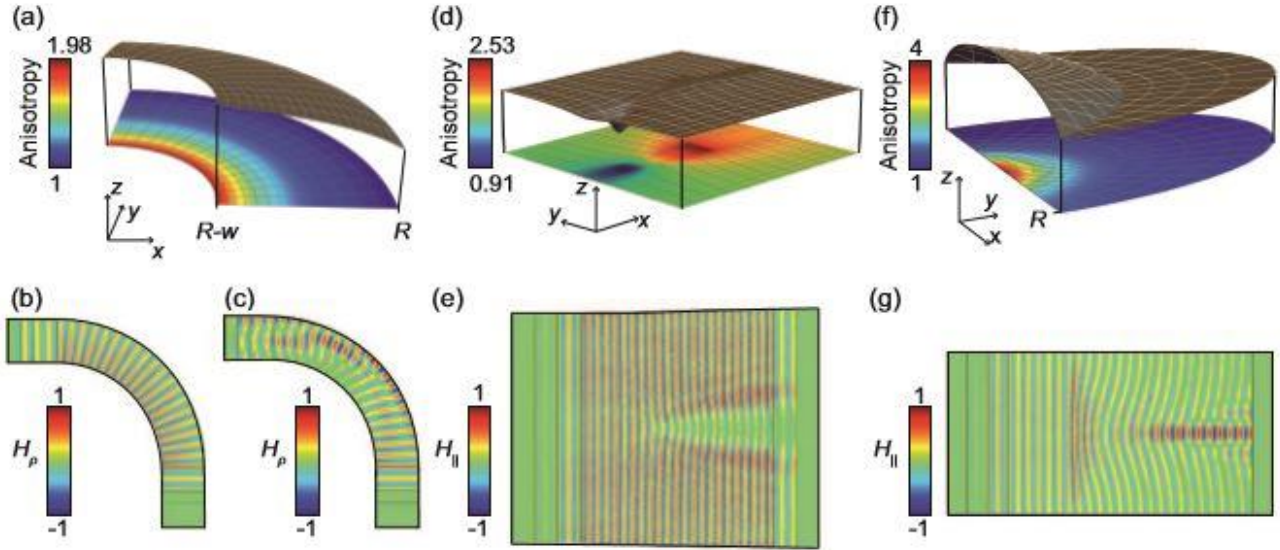 (a)
1.98
Anisotropy
1
z
y
x
R-w
R
(d)
2.53
Anisotropy
0.91
z
y
x
(f)
4
Anisotropy
1
z
y
x
R
(b)
1
Hρ
-1
(c)
1
Hρ
-1
(e)
1
H||
-1
(g)
1
H||
-1